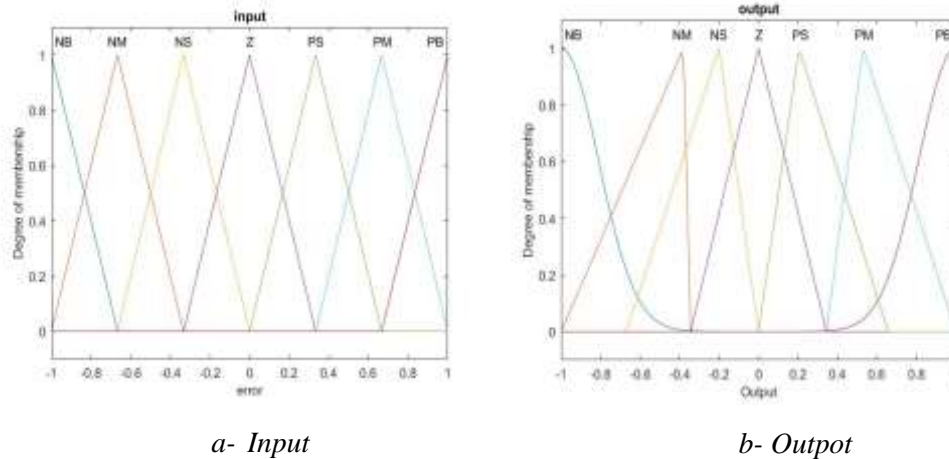 input
NB NM NS Z PS PM PB
1
0.8
0.6
0.4
0.2
0
Degree of membership
-1 -0.8 -0.6 -0.4 -0.2 0 0.2 0.4 0.6 0.8 1
error
a- Input
output
NB NM NS Z PS PM PB
1
0.8
0.6
0.4
0.2
0
Degree of membership
-1 -0.8 -0.6 -0.4 -0.2 0 0.2 0.4 0.6 0.8
Output
b- Outpot